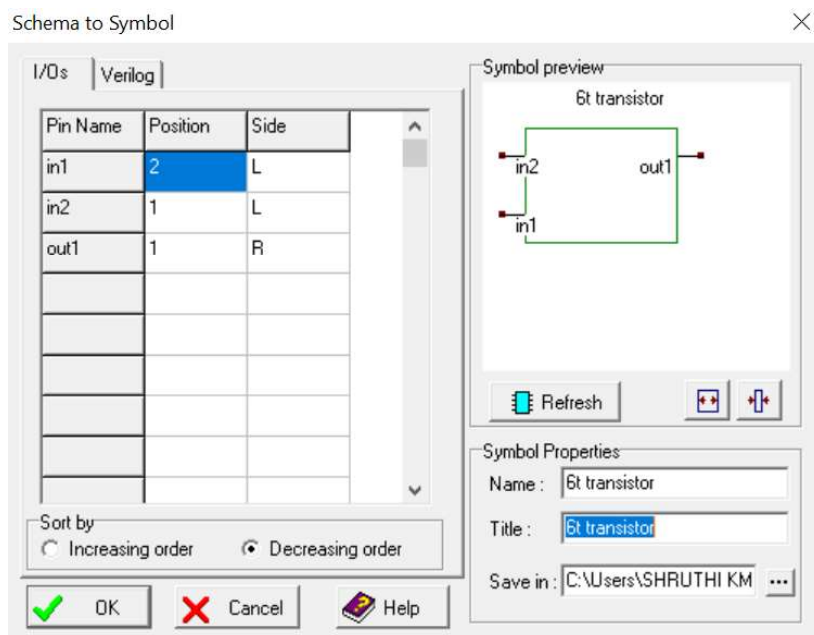 Schema to Symbol
I/Os Verilog
Pin Name Position Side
in1 2 L
in2 1 L
out1 1 R
Sort by
Increasing order Decreasing order
OK Cancel Help
Symbol preview
6t transistor
in2 out1
in1
Refresh
Symbol Properties
Name : 6t transistor
Title : 6t transistor
Save in : C:\Users\SHRUTHI KM ...